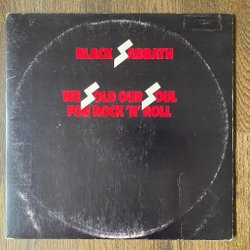 BLACK SABBATH
WE SOLD OUR SOUL
FOR ROCK 'N' ROLL